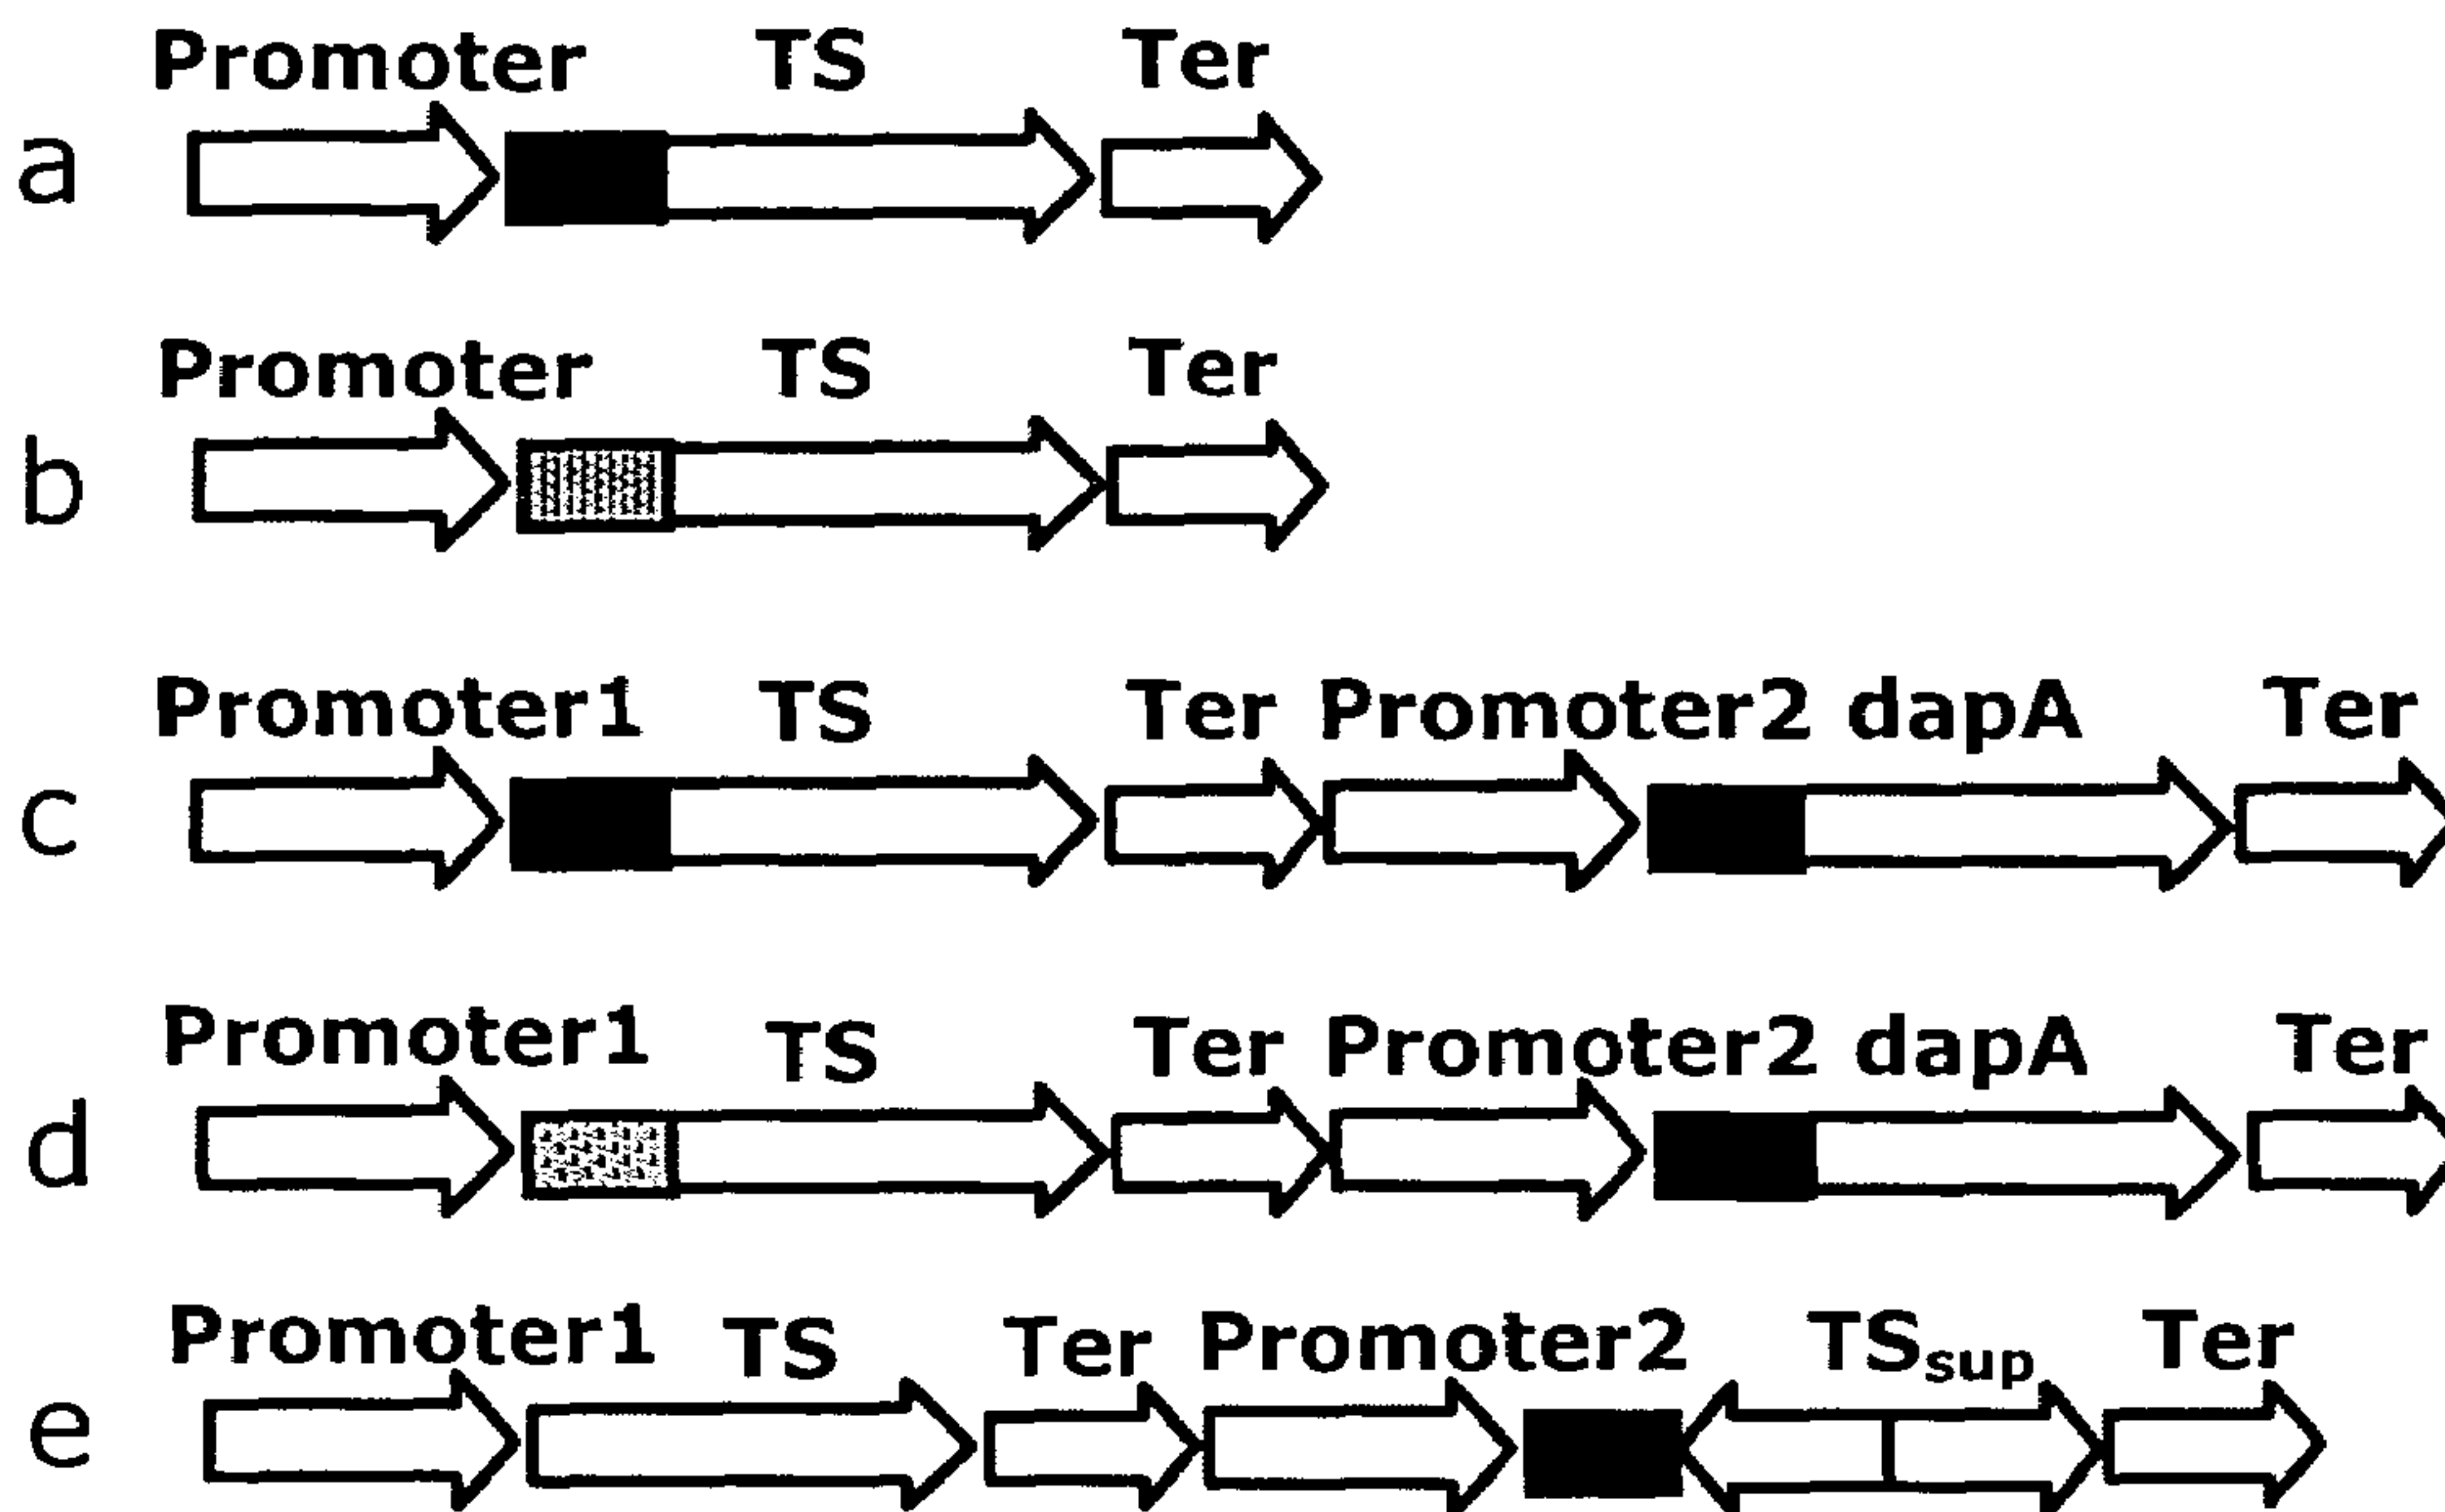 Promoter TS Ter
a
Promoter TS Ter
b
Promoter1 TS Ter Promoter2 dapA Ter
c
Promoter1 TS Ter Promoter2 dapA Ter
d
Promoter1 TS Ter Promoter2 TSsup Ter
e